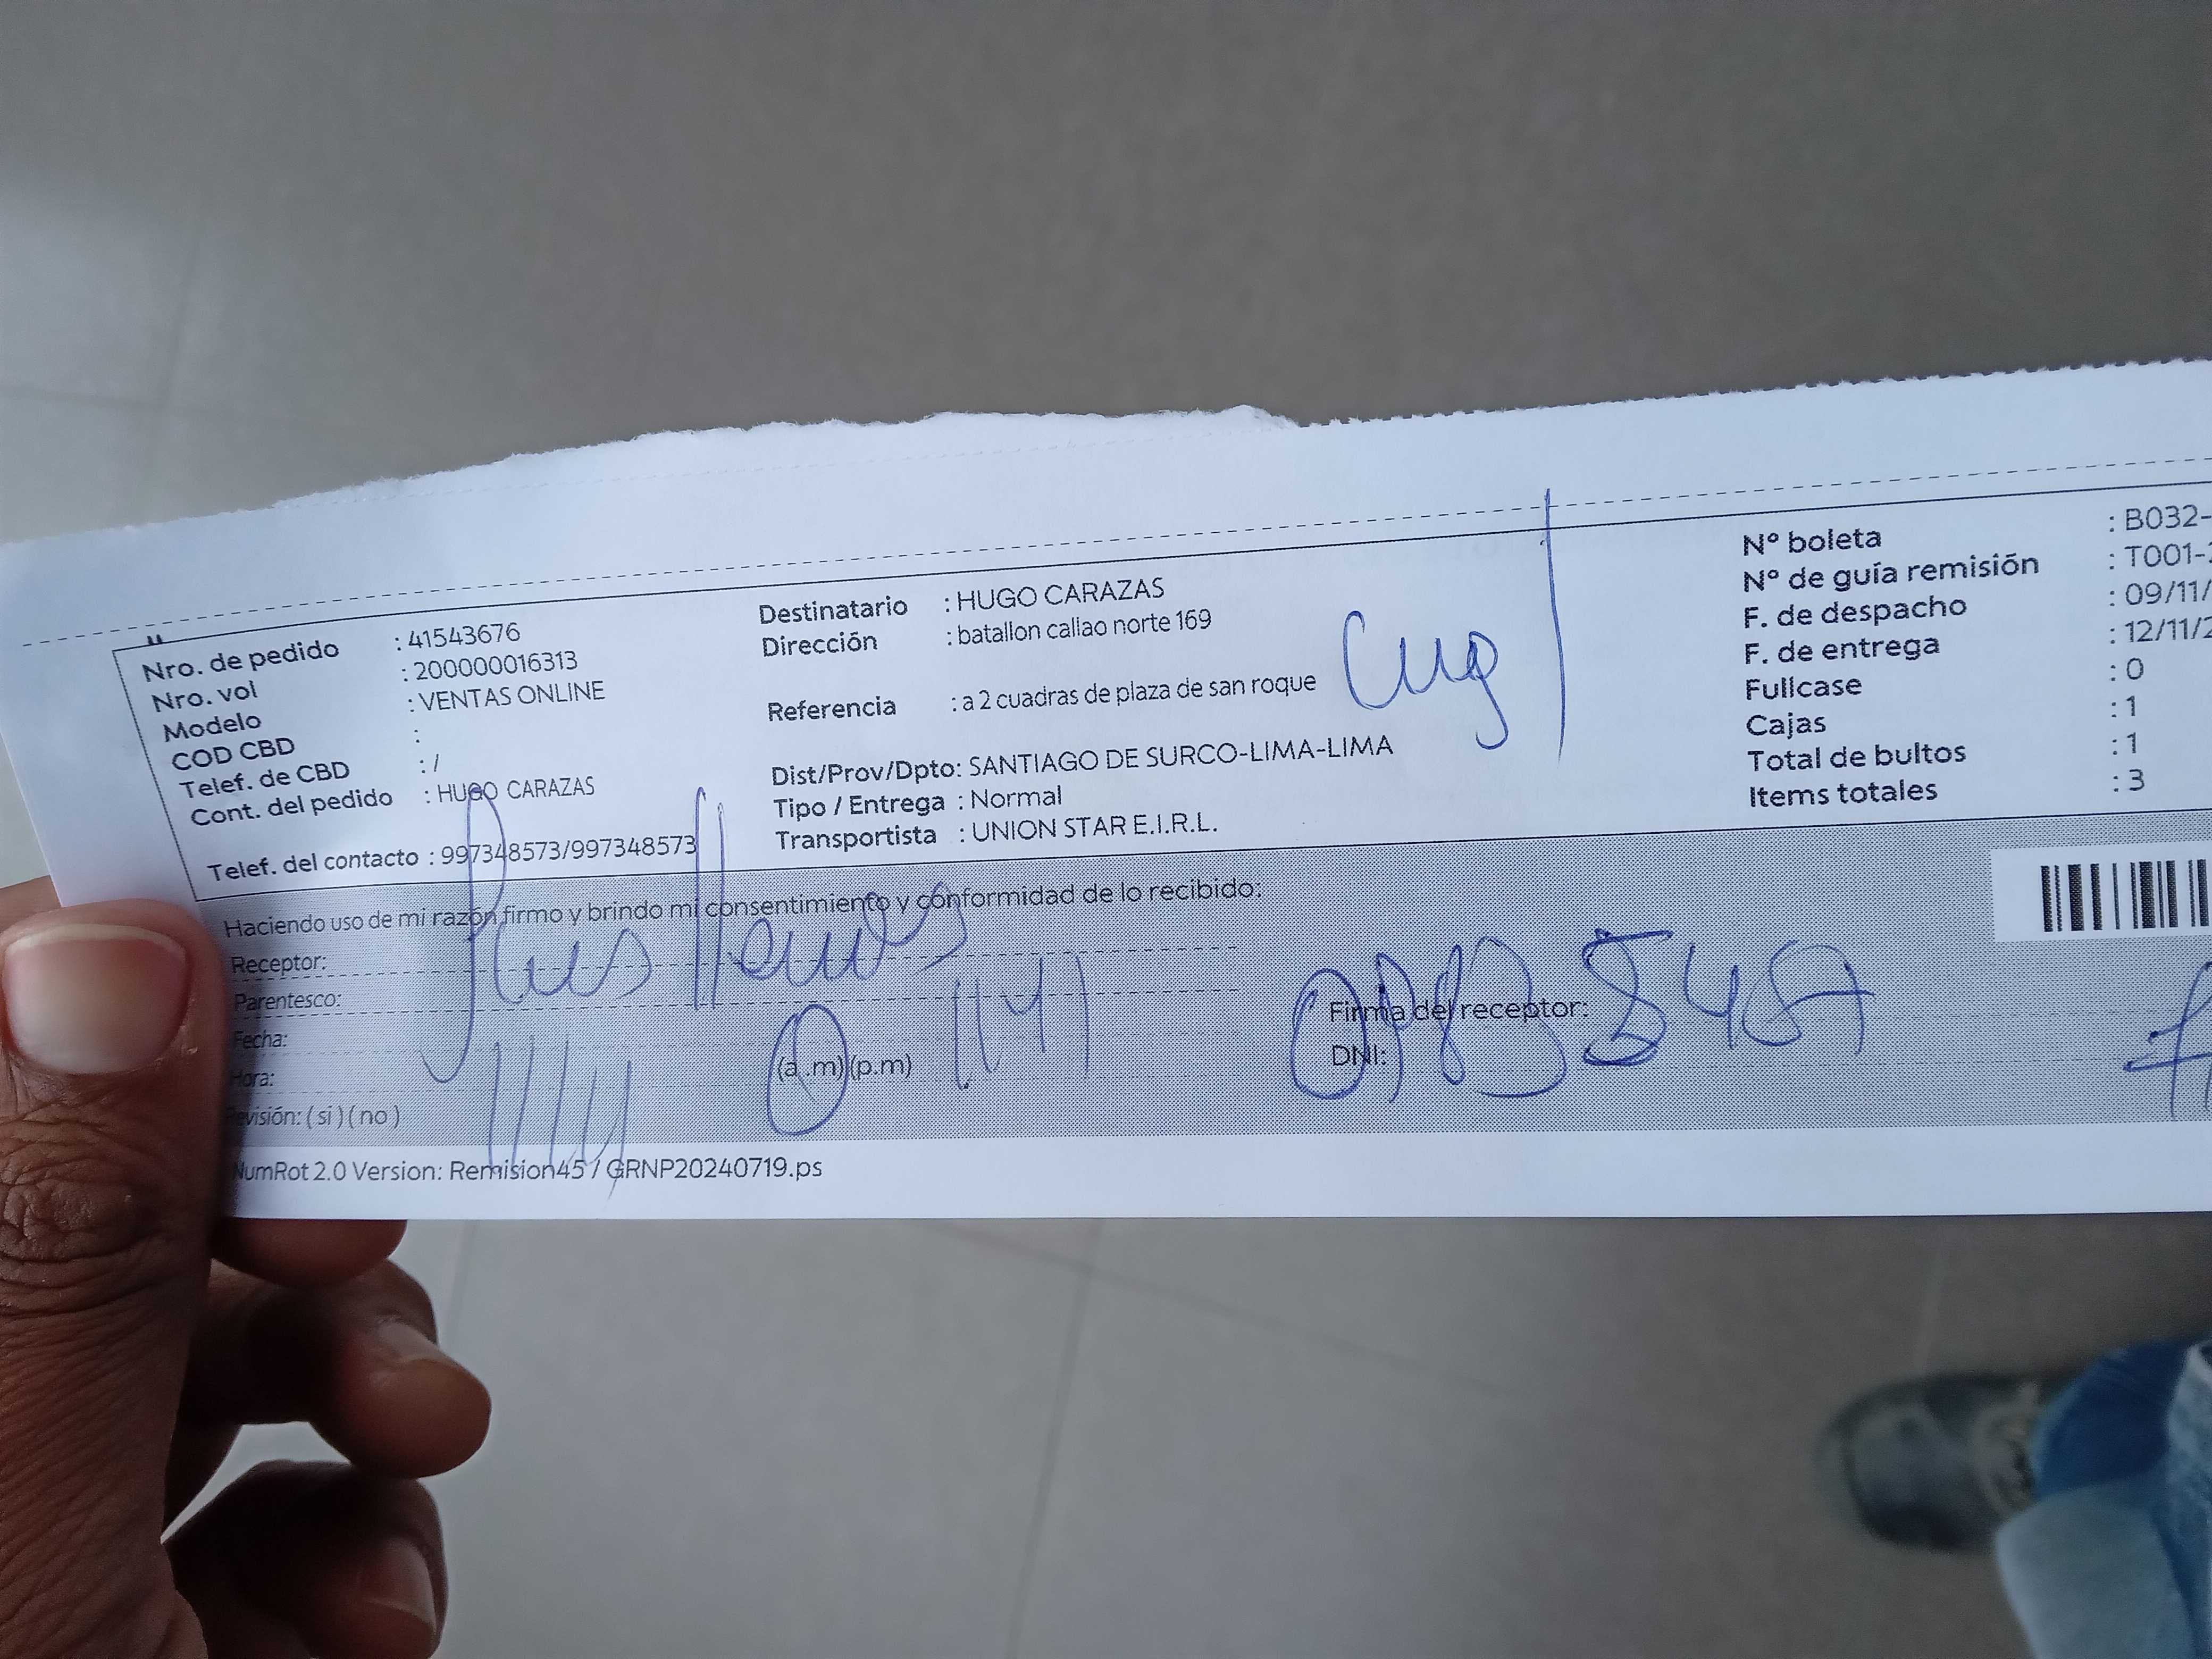 Nro. de pedido : 41543676
Nro. vol : 200000016313
Modelo : VENTAS ONLINE
COD CBD :
Telef. de CBD : /
Cont. del pedido : HUGO CARAZAS
Telef. del contacto : 997348573/997348573
Destinatario : HUGO CARAZAS
Dirección : batallon callao norte 169
Referencia : a 2 cuadras de plaza de san roque
Dist/Prov/Dpto: SANTIAGO DE SURCO-LIMA-LIMA
Tipo / Entrega : Normal
Transportista : UNION STAR E.I.R.L.
Nº boleta : B032-
Nº de guía remisión : T001-
F. de despacho : 09/11/
F. de entrega : 12/11/2
Fullcase : 0
Cajas : 1
Total de bultos : 1
Items totales : 3
Haciendo uso de mi razón, firmo y brindo mi consentimiento y conformidad de lo recibido:
Receptor:
Parentesco:
Fecha:
Hora: (a.m) (p.m)
Revisión: ( si ) ( no )
Firma del receptor:
DNI:
NumRot 2.0 Version: Remision45 / GRNP20240719.ps